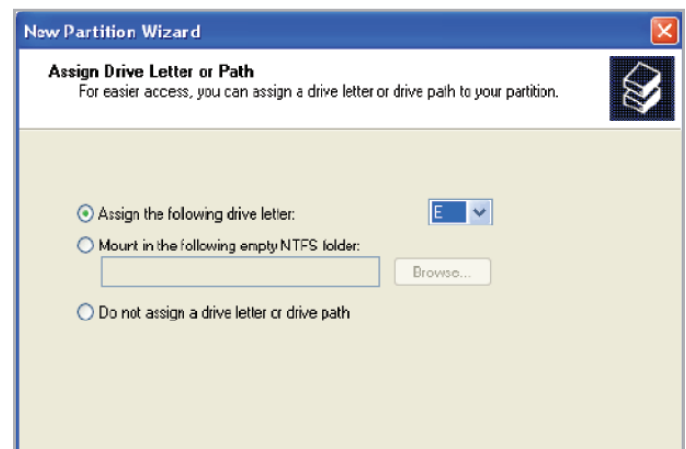 New Partition Wizard
Assign Drive Letter or Path
For easier access, you can assign a drive letter or drive path to your partition.
Assign the following drive letter: E
Mount in the following empty NTFS folder:
Browse...
Do not assign a drive letter or drive path